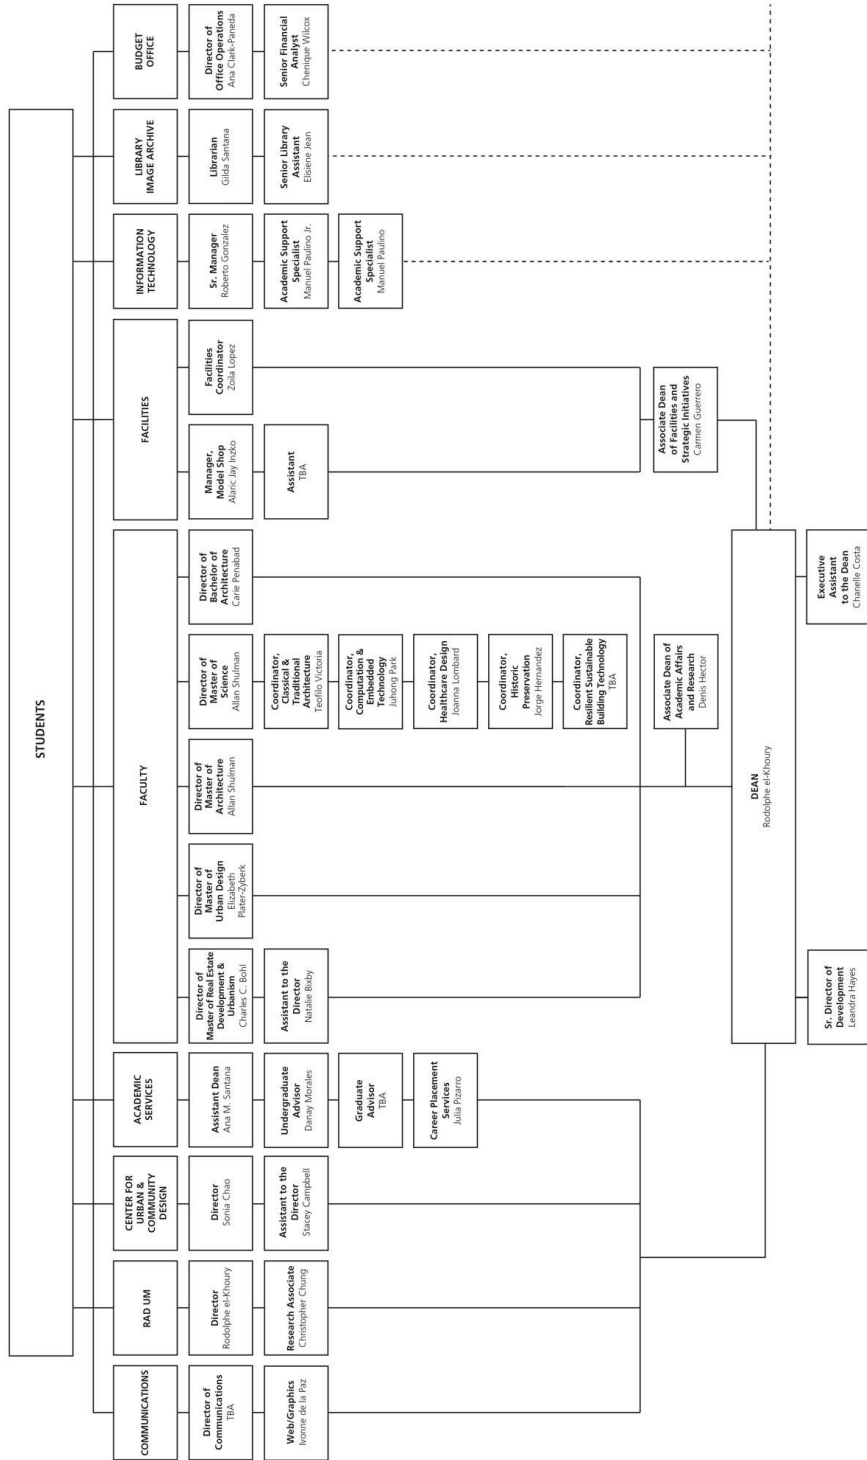 STUDENTS
COMMUNICATIONS
Director of
Communications
TBA
Web/Graphics
Ivonne de la Paz
RAD UM
Director
Rodolphe el-Khoury
Research Associate
Christopher Chung
CENTER FOR
URBAN &
COMMUNITY
DESIGN
Director
Sonia Chao
Assistant to the
Director
Stacey Campbell
ACADEMIC
SERVICES
Assistant Dean
Ana M. Santana
Undergraduate
Advisor
Danay Morales
Graduate
Advisor
TBA
Career Placement
Services
Julia Pizarro
FACULTY
Director of
Master of Real Estate
Development &
Urbanism
Charles C. Bohl
Assistant to the
Director
Natalie Bixby
Director of
Master of
Urban Design
Elizabeth
Plater-Zyberk
Director of
Master of
Architecture
Allan Shulman
Director of
Master of
Science
Allan Shulman
Coordinator,
Classical &
Traditional
Architecture
Teofilo Victoria
Coordinator,
Computation &
Embedded
Technology
Juhong Park
Coordinator,
Healthcare Design
Joanna Lombard
Coordinator,
Historic
Preservation
Jorge Hernandez
Coordinator,
Resilient Sustainable
Building Technology
TBA
Director of
Bachelor of
Architecture
Carie Penabad
FACILITIES
Manager,
Model Shop
Alaric Jay Inzko
Assistant
TBA
Facilities
Coordinator
Zoila Lopez
INFORMATION
TECHNOLOGY
Sr. Manager
Roberto Gonzalez
Academic Support
Specialist
Manuel Paulino Jr.
Academic Support
Specialist
Manuel Paulino
LIBRARY
IMAGE ARCHIVE
Librarian
Gilda Santana
Senior Library
Assistant
Elisiene Jean
BUDGET
OFFICE
Director of
Office Operations
Ana Clark-Paneda
Senior Financial
Analyst
Chenique Wilcox
Associate Dean of
Academic Affairs
and Research
Denis Hector
Associate Dean
of Facilities and
Strategic Initiatives
Carmen Guerrero
DEAN
Rodolphe el-Khoury
Sr. Director of
Development
Leandra Hayes
Executive
Assistant
to the Dean
Chanelle Costa